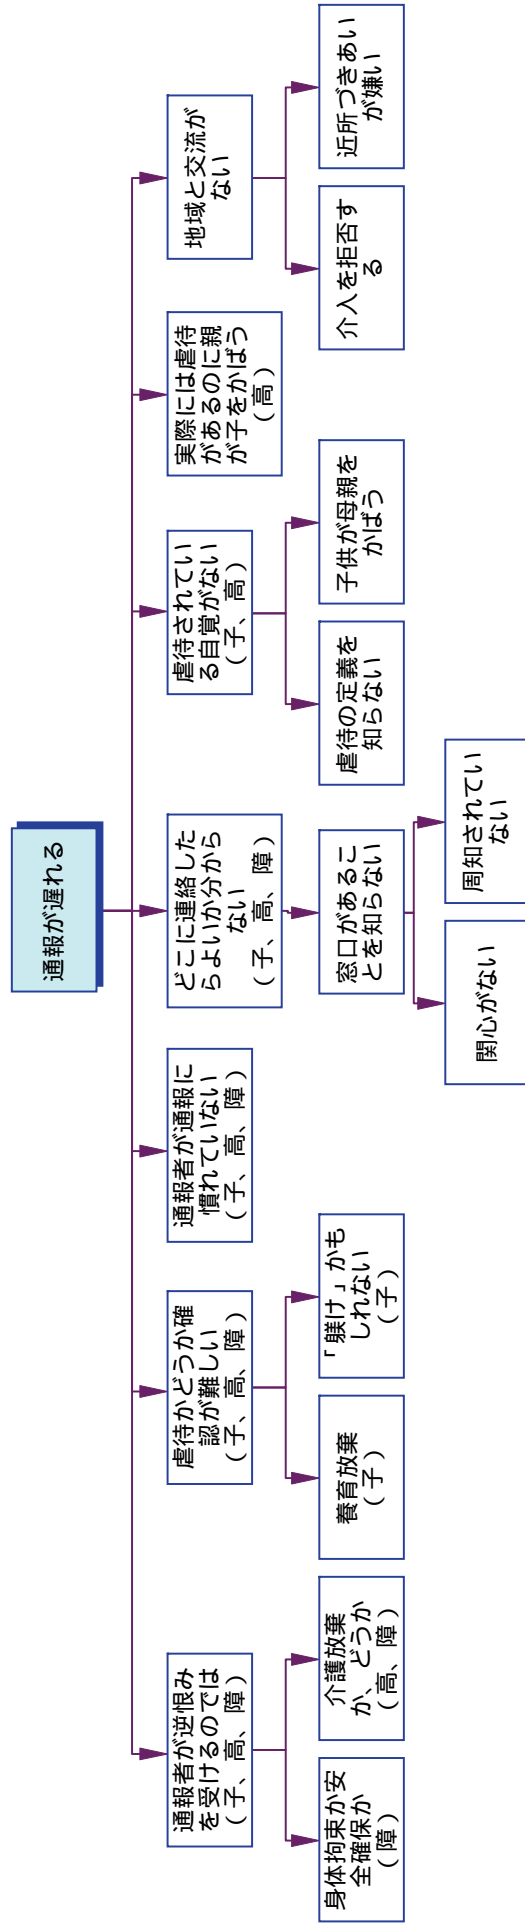 通報が遅れる
通報者が逆恨み
を受けるのでは
（子、高、障）
虐待かどうか確
認が難しい
（子、高、障）
通報者が通報に
慣れていない
（子、高、障）
どこに連絡した
らよいか分から
ない
（子、高、障）
虐待されてい
る自覚がない
（子、高）
実際には虐待
があるのに親
が子をかばう
（高）
地域と交流が
ない
身体拘束か安
全確保か
（障）
介護放棄
か、どうか
（高、障）
養育放棄
（子）
「躾け」かも
しれない
（子）
窓口があるこ
とを知らない
虐待の定義を
知らない
子供が母親を
かばう
介入を拒否す
る
近所づきあい
が嫌い
関心がない
周知されてい
ない